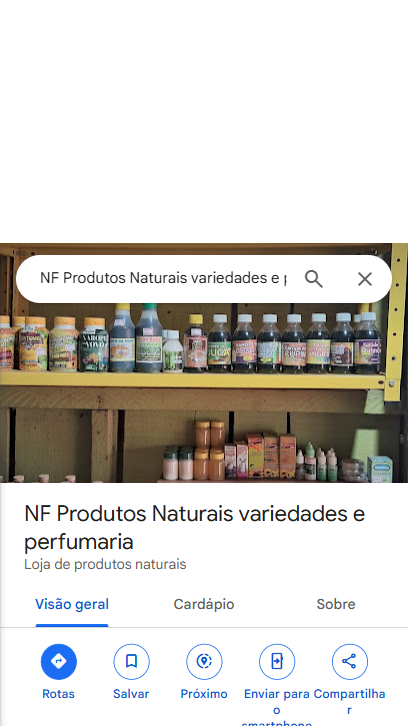 NF Produtos Naturais variedades e p
NF Produtos Naturais variedades e
perfumaria
Loja de produtos naturais
Visão geral
Cardápio
Sobre
Rotas
Salvar
Próximo
Enviar para
o
smartphone
Compartilha
r